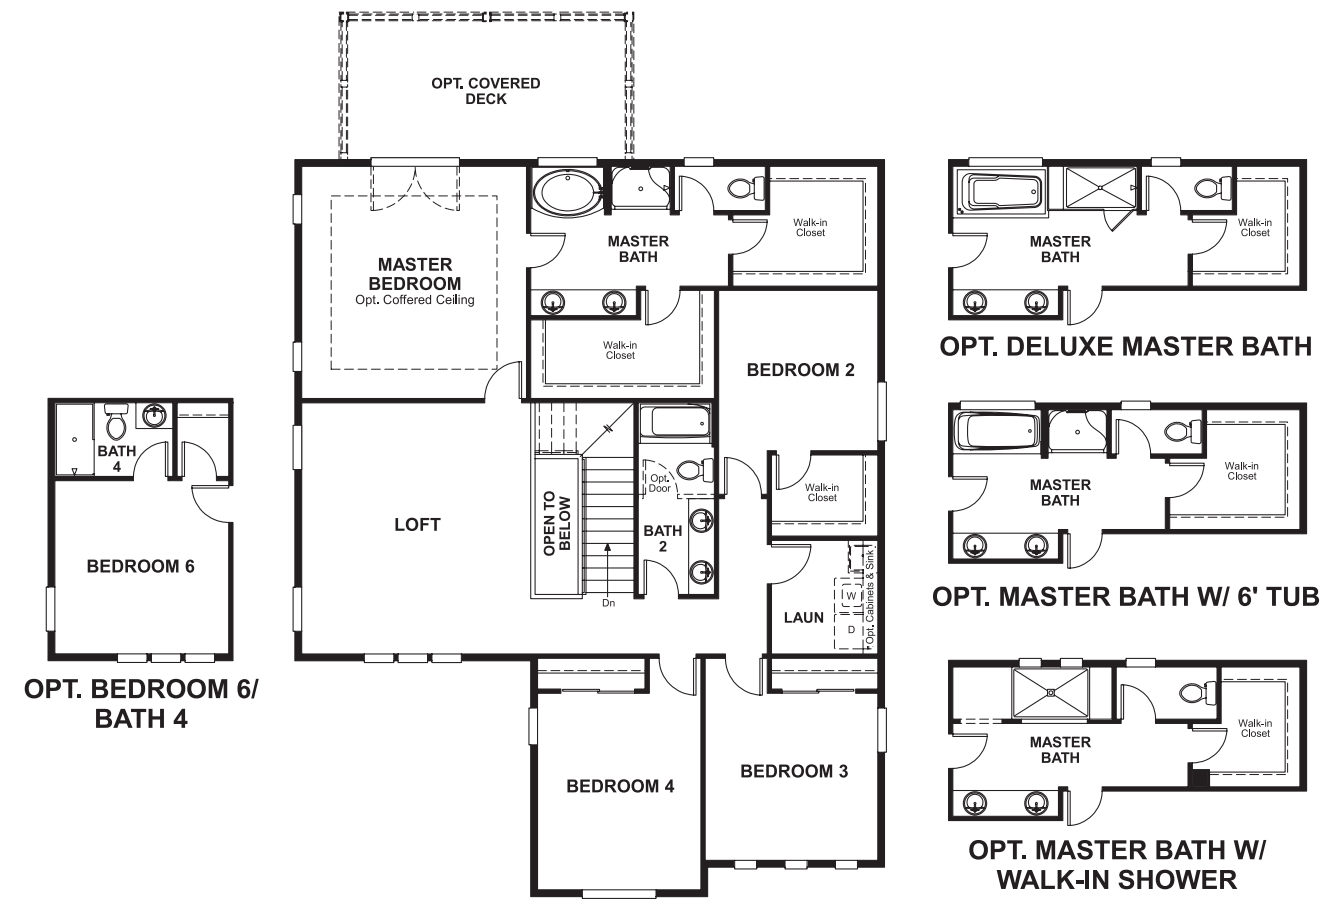 OPT. COVERED
DECK
MASTER
BEDROOM
Opt. Coffered Ceiling
MASTER
BATH
Walk-in
Closet
Walk-in
Closet
BEDROOM 2
Walk-in
Closet
LOFT
OPEN TO
BELOW
Dn
Opt.
Door
BATH
2
LAUN
W
D
Opt. Cabinets & Sink
BEDROOM 4
BEDROOM 3
BATH
4
BEDROOM 6
OPT. BEDROOM 6/
BATH 4
MASTER
BATH
Walk-in
Closet
OPT. DELUXE MASTER BATH
MASTER
BATH
Walk-in
Closet
OPT. MASTER BATH W/ 6' TUB
MASTER
BATH
Walk-in
Closet
OPT. MASTER BATH W/
WALK-IN SHOWER